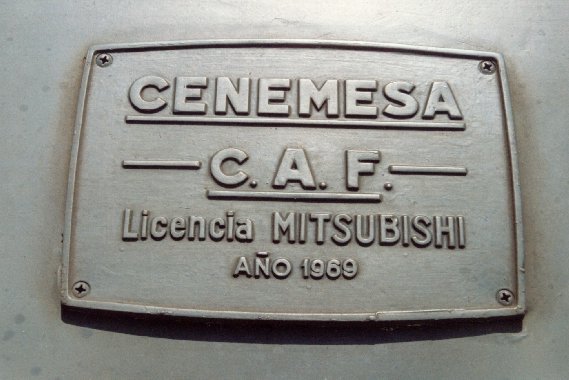 CENEMESA
C. A. F.
Licencia MITSUBISHI
AÑO 1969